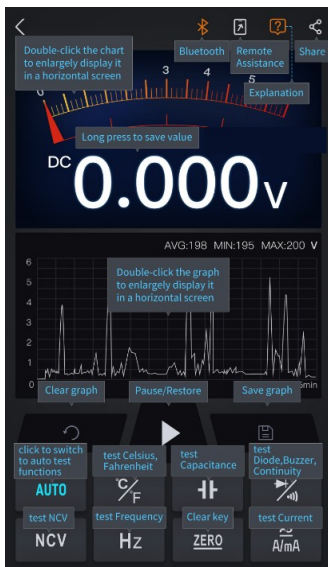 Double-click the chart
to enlargely display it
in a horizontal screen
Bluetooth
Remote
Assistance
Share
Explanation
3
4
5
0
Long press to save value
DC
0.000V
AVG:198 MIN:195 MAX:200 V
6
5
4
3
2
1
0
Double-click the graph
to enlargely display it
in a horizontal screen
min
Clear graph
Pause/Restore
Save graph
click to switch
to auto test
functions
AUTO
test Celsius,
Fahrenheit
°C/°F
test
Capacitance
test
Diode,Buzzer,
Continuity
test NCV
NCV
test Frequency
Hz
Clear key
ZERO
test Current
A/mA